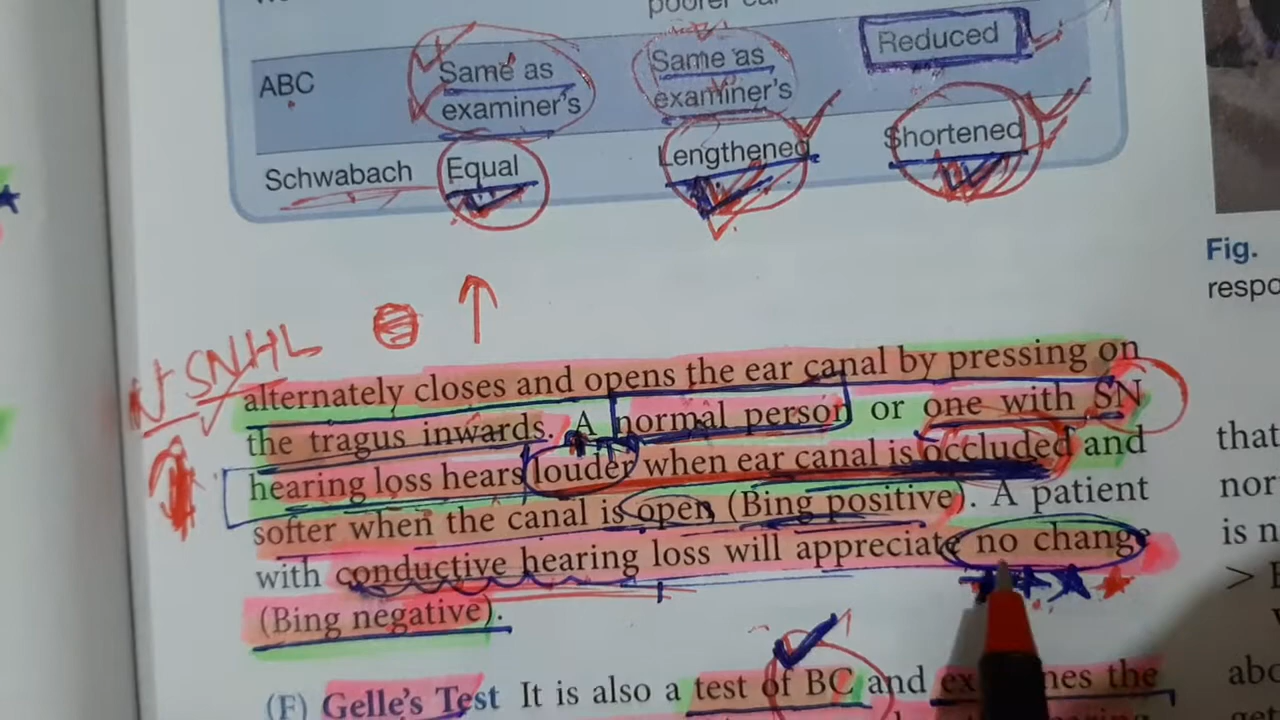 poorer ear
ABC Same as examiner's Same as examiner's Reduced
Schwabach Equal Lengthened Shortened
Fig.
respo
N SNHL
alternately closes and opens the ear canal by pressing on
the tragus inwards. A normal person or one with SN
hearing loss hears louder when ear canal is occluded and
softer when the canal is open (Bing positive). A patient
with conductive hearing loss will appreciate no change
(Bing negative).
(F) Gelle's Test It is also a test of BC and the
that
nor
is n
abo